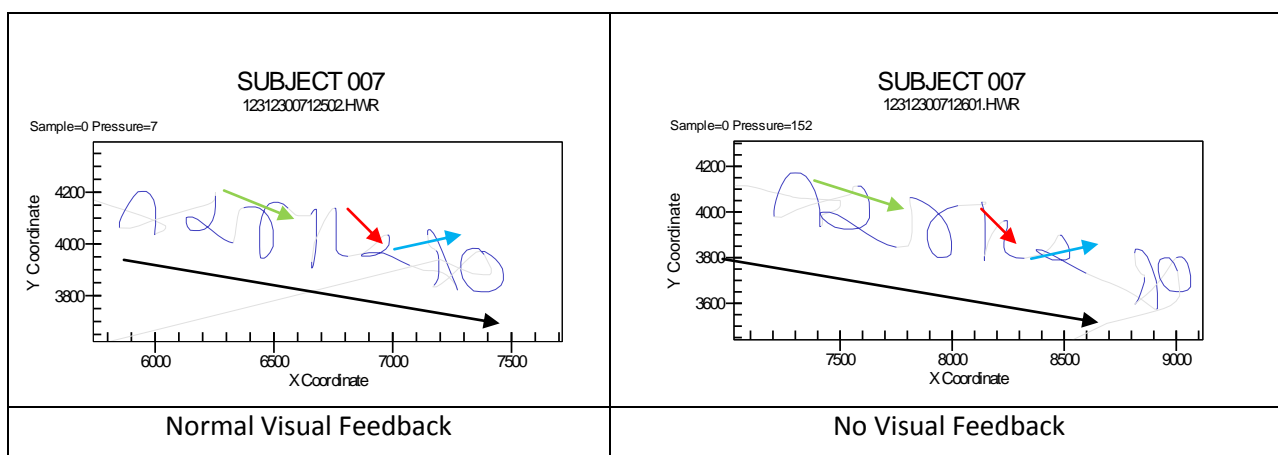 SUBJECT 007
12312300712502.HWR
Sample=0 Pressure=7
4200
4000
3800
Y Coordinate
6000 6500 7000 7500
X Coordinate
Normal Visual Feedback
SUBJECT 007
12312300712601.HWR
Sample=0 Pressure=152
4200
4000
3800
3600
Y Coordinate
7500 8000 8500 9000
X Coordinate
No Visual Feedback